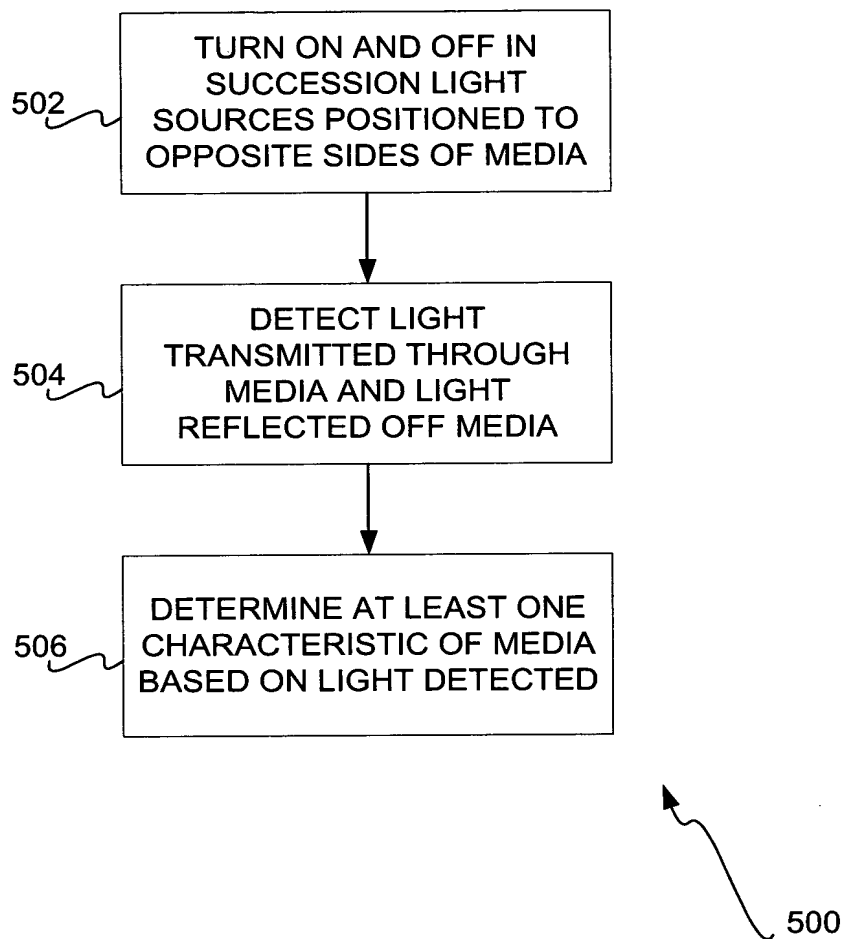 502
TURN ON AND OFF IN
SUCCESSION LIGHT
SOURCES POSITIONED TO
OPPOSITE SIDES OF MEDIA
504
DETECT LIGHT
TRANSMITTED THROUGH
MEDIA AND LIGHT
REFLECTED OFF MEDIA
506
DETERMINE AT LEAST ONE
CHARACTERISTIC OF MEDIA
BASED ON LIGHT DETECTED
500